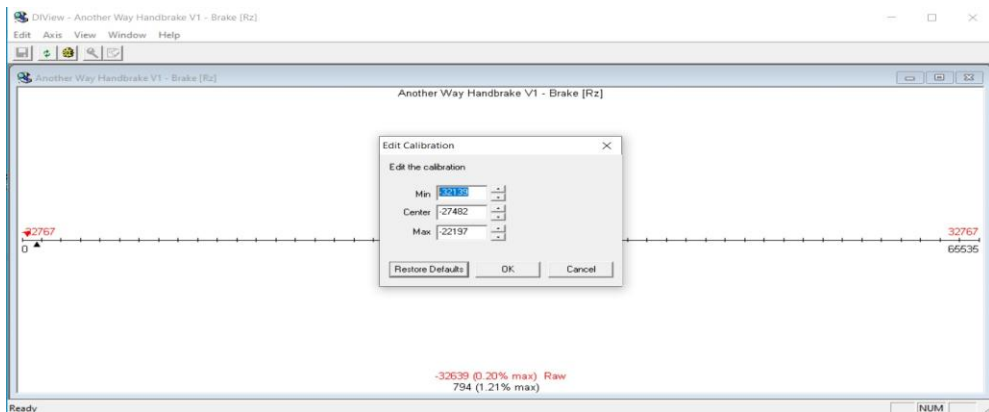 DIView - Another Way Handbrake V1 - Brake [Rz]
Edit Axis View Window Help
Another Way Handbrake V1 - Brake [Rz]
Another Way Handbrake V1 - Brake [Rz]
Edit Calibration
Edit the calibration
Min -32139
Center -27482
Max -22197
Restore Defaults OK Cancel
-32767 32767
0 65535
-32639 (0.20% max) Raw
794 (1.21% max)
Ready NUM